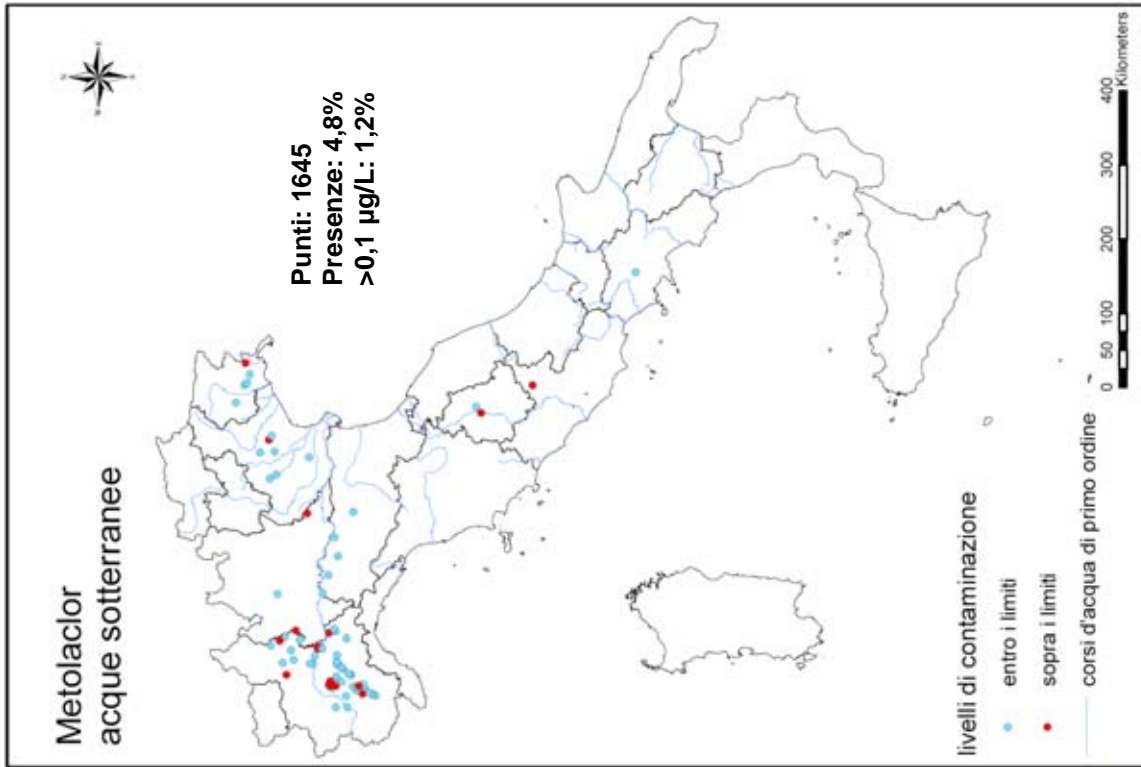 Metolaclor
acque sotterranee
Punti: 1645
Presenze: 4,8%
>0,1 µg/L: 1,2%
livelli di contaminazione
entro i limiti
sopra i limiti
corsi d'acqua di primo ordine
0 50 100 200 300 400
Kilometers